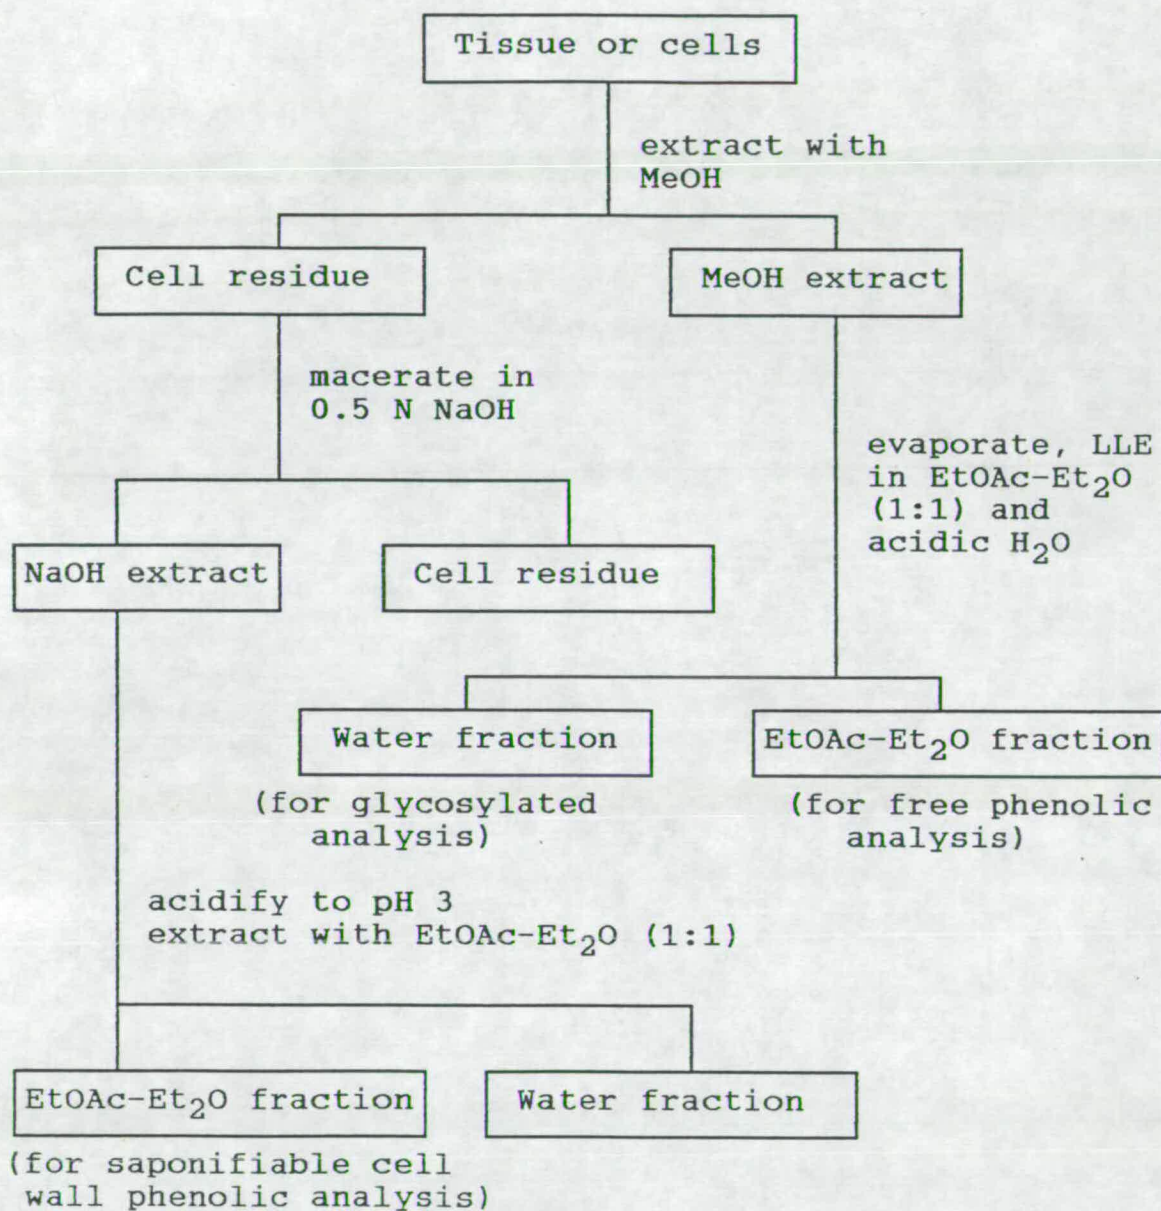 Tissue or cells
extract with
MeOH
Cell residue
MeOH extract
macerate in
0.5 N NaOH
evaporate, LLE
in EtOAc-Et₂O
(1:1) and
acidic H₂O
NaOH extract
Cell residue
Water fraction
EtOAc-Et₂O fraction
(for glycosylated
analysis)
(for free phenolic
analysis)
acidify to pH 3
extract with EtOAc-Et₂O (1:1)
EtOAc-Et₂O fraction
Water fraction
(for saponifiable cell
wall phenolic analysis)